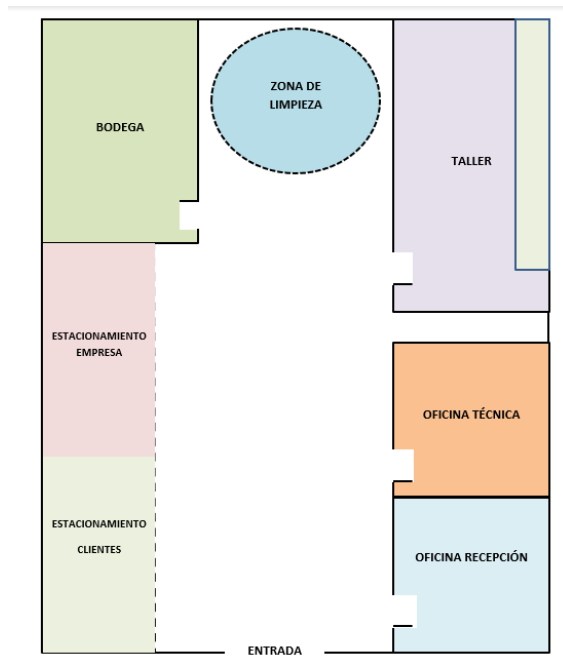 ZONA DE
LIMPIEZA
BODEGA
TALLER
ESTACIONAMIENTO
EMPRESA
OFICINA TÉCNICA
ESTACIONAMIENTO
CLIENTES
OFICINA RECEPCIÓN
ENTRADA